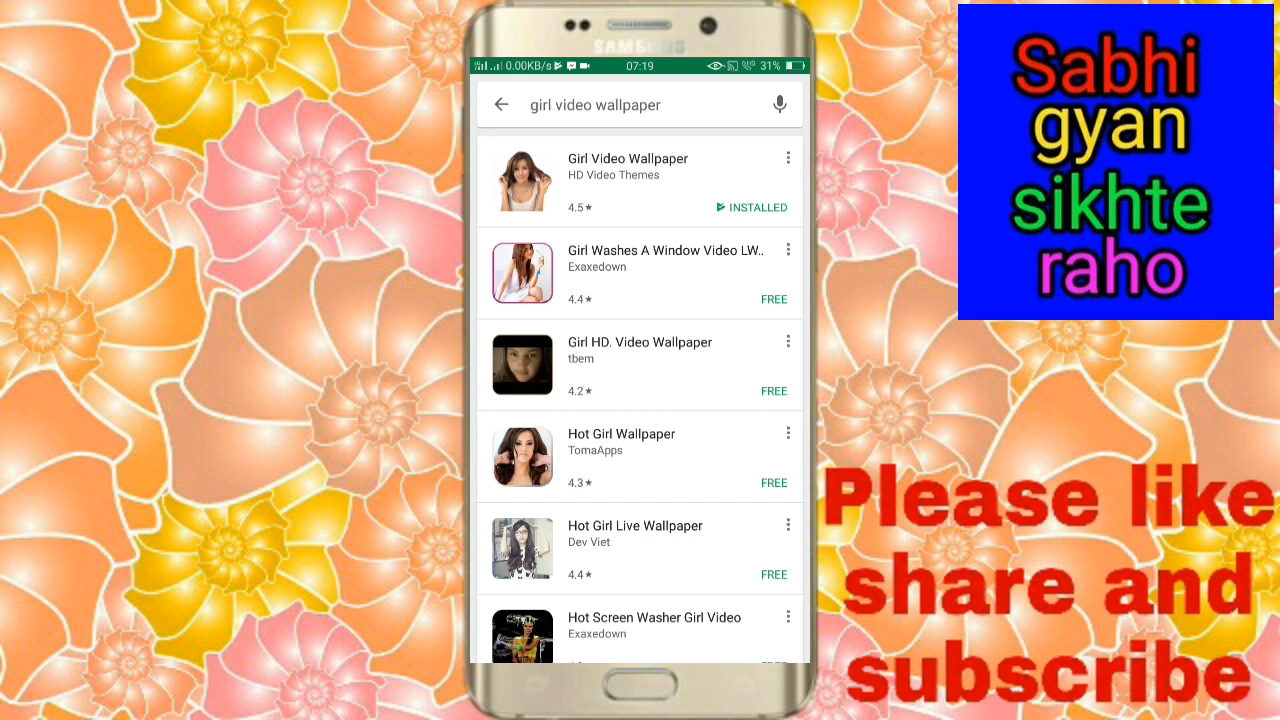 SAMSUNG
0.00KB/s 07:19 31%
girl video wallpaper
Girl Video Wallpaper
HD Video Themes
4.5★ INSTALLED
Girl Washes A Window Video LW..
Exaxedown
4.4★ FREE
Girl HD. Video Wallpaper
tbem
4.2★ FREE
Hot Girl Wallpaper
TomaApps
4.3★ FREE
Hot Girl Live Wallpaper
Dev Viet
4.4★ FREE
Hot Screen Washer Girl Video
Exaxedown
Sabhi
gyan
sikhte
raho
Please like
share and
subscribe